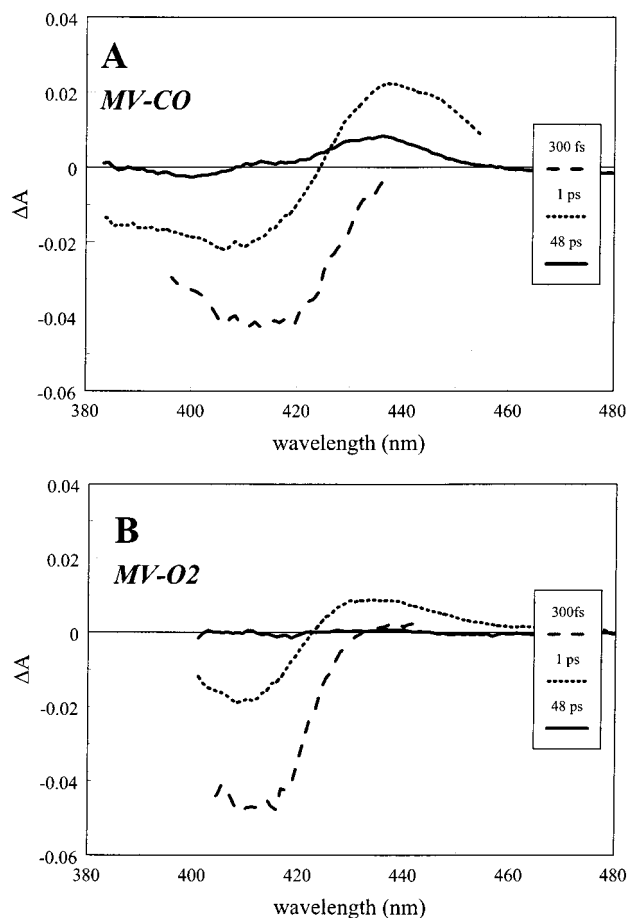 0.04
0.02
0
-0.02
-0.04
-0.06
ΔA
A
MV-CO
300 fs
1 ps
48 ps
380
400
420
440
460
480
wavelength (nm)
0.04
0.02
0
-0.02
-0.04
-0.06
ΔA
B
MV-O2
300fs
1 ps
48 ps
380
400
420
440
460
480
wavelength (nm)